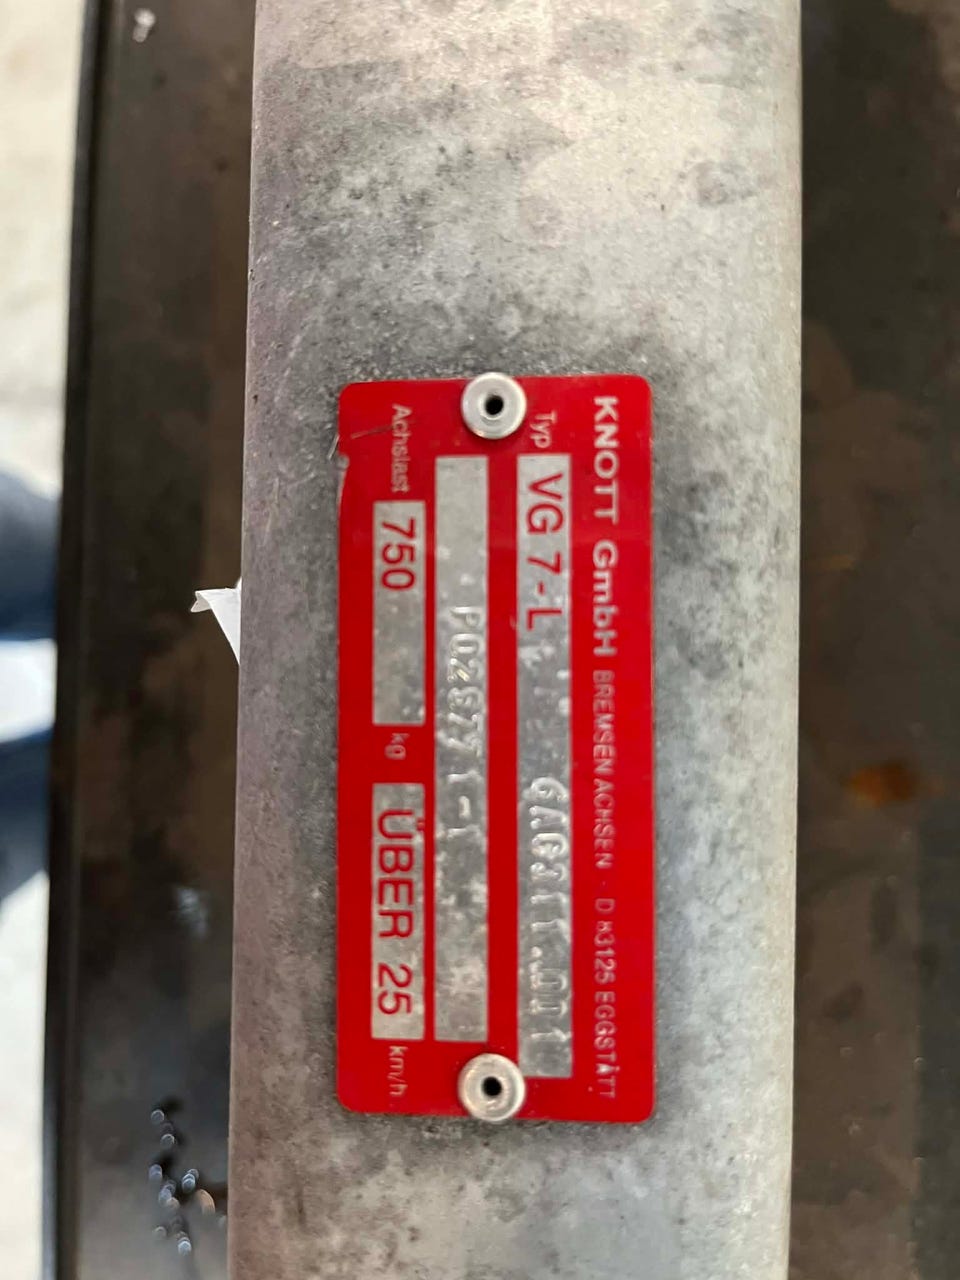 KNOTT GmbH BREMSEN ACHSEN · D 83125 EGGSTÄTT
Typ VG 7-L
Achslast 750 kg ÜBER 25 km/h